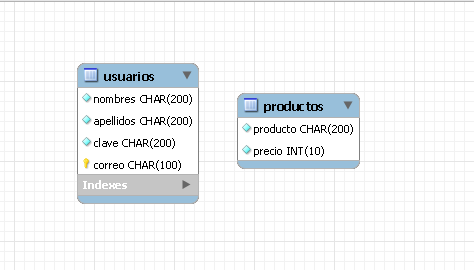 usuarios
nombres CHAR(200)
apellidos CHAR(200)
clave CHAR(200)
correo CHAR(100)
Indexes
productos
producto CHAR(200)
precio INT(10)